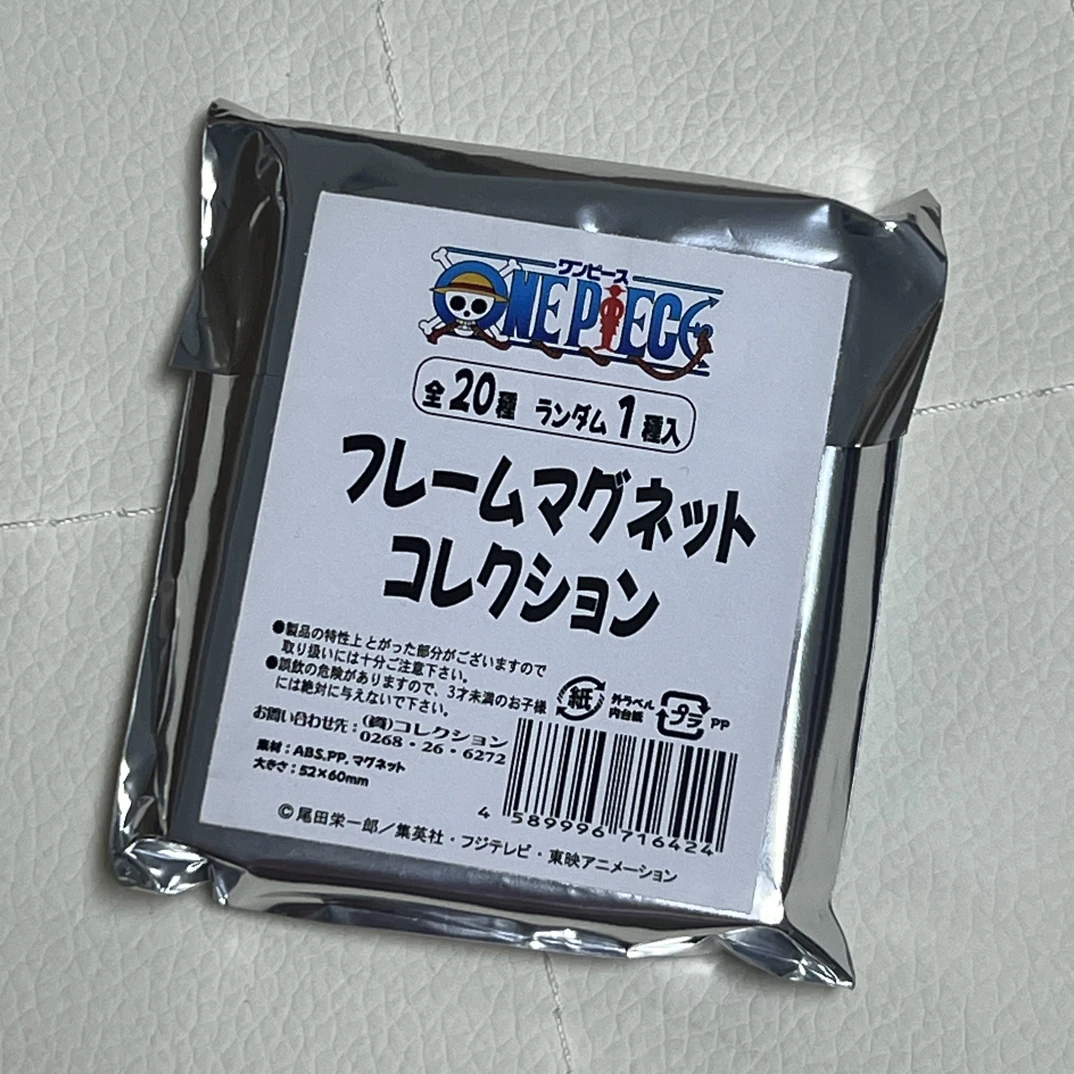 ワンピース
ONE PIECE
全20種 ランダム1種入
フレームマグネット
コレクション
●製品の特性上とがった部分がございますので
取り扱いには十分ご注意下さい。
●誤飲の危険がありますので、3才未満のお子様
には絶対に与えないで下さい。
お問い合わせ先:(資)コレクション
0268・26・6272
素材:ABS,PP,マグネット
大きさ:52×60mm
紙 外ラベル
内台紙
プラ PP
4 589996 716424
©尾田栄一郎/集英社・フジテレビ・東映アニメーション